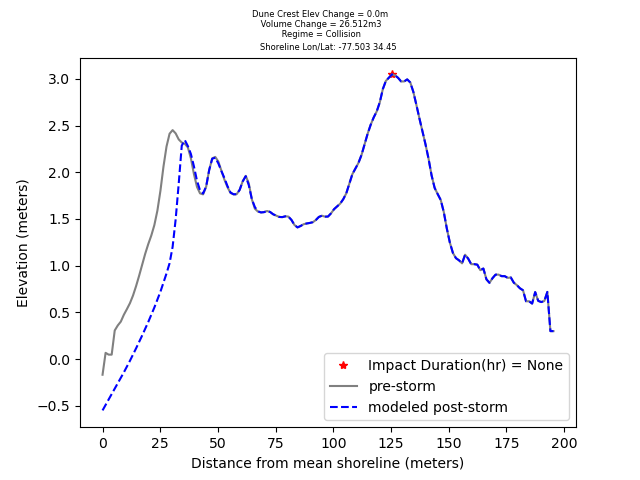 Dune Crest Elev Change = 0.0m
Volume Change = 26.512m3
Regime = Collision
Shoreline Lon/Lat: -77.503 34.45
3.0
2.5
2.0
1.5
1.0
0.5
0.0
−0.5
Elevation (meters)
Impact Duration(hr) = None
pre-storm
modeled post-storm
0 25 50 75 100 125 150 175 200
Distance from mean shoreline (meters)